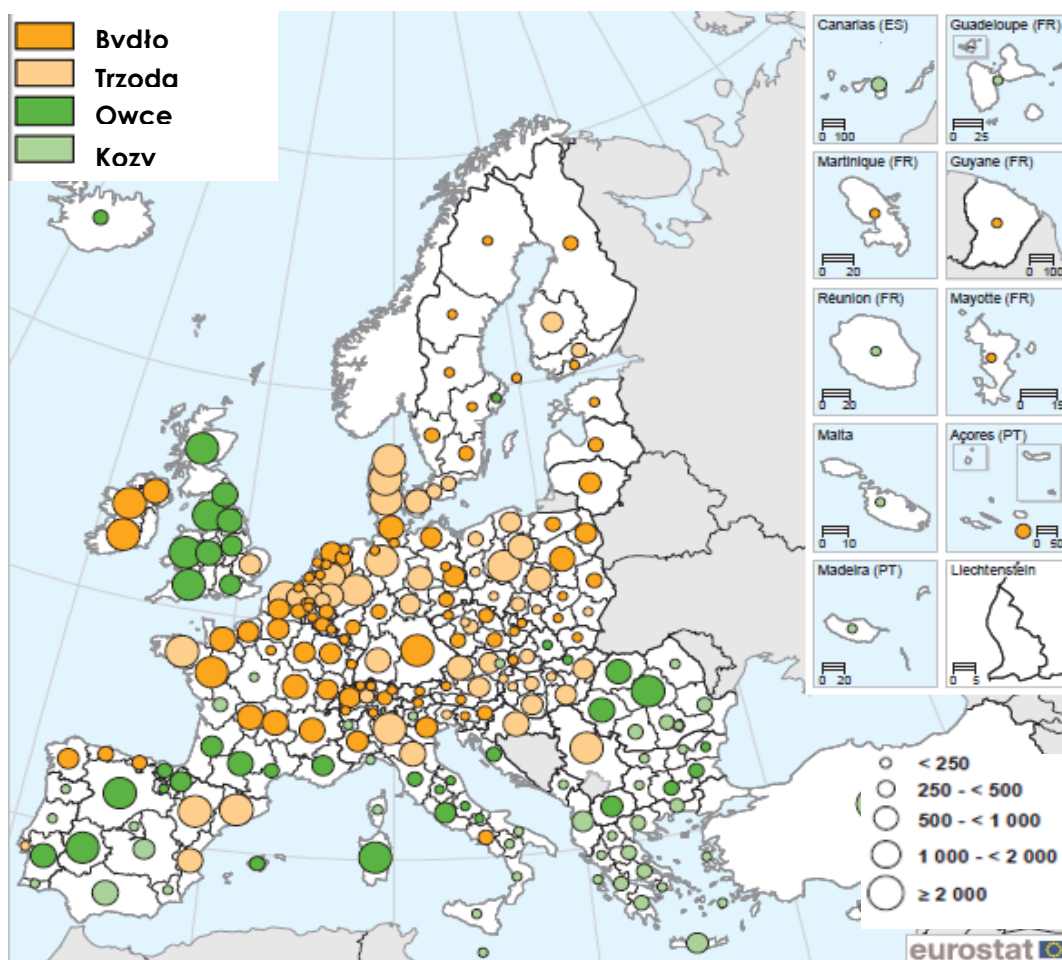 Bydło
Trzoda
Owce
Kozy
Canarias (ES)
0 100
Guadeloupe (FR)
0 25
Martinique (FR)
0 20
Guyane (FR)
0 100
Réunion (FR)
0 20
Mayotte (FR)
0 15
Malta
0 10
Açores (PT)
0 50
Madeira (PT)
0 20
Liechtenstein
0 5
< 250
250 - < 500
500 - < 1 000
1 000 - < 2 000
≥ 2 000
eurostat